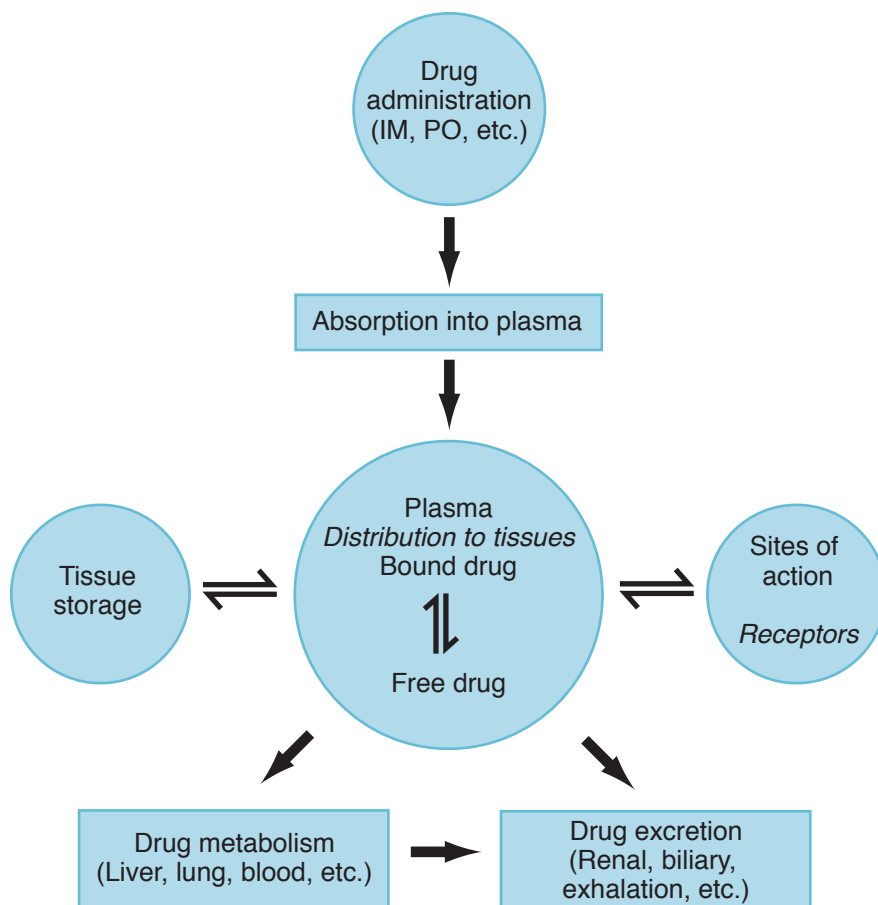 Drug
administration
(IM, PO, etc.)
Absorption into plasma
Plasma
Distribution to tissues
Bound drug
Free drug
Tissue
storage
Sites of
action
Receptors
Drug metabolism
(Liver, lung, blood, etc.)
Drug excretion
(Renal, biliary,
exhalation, etc.)